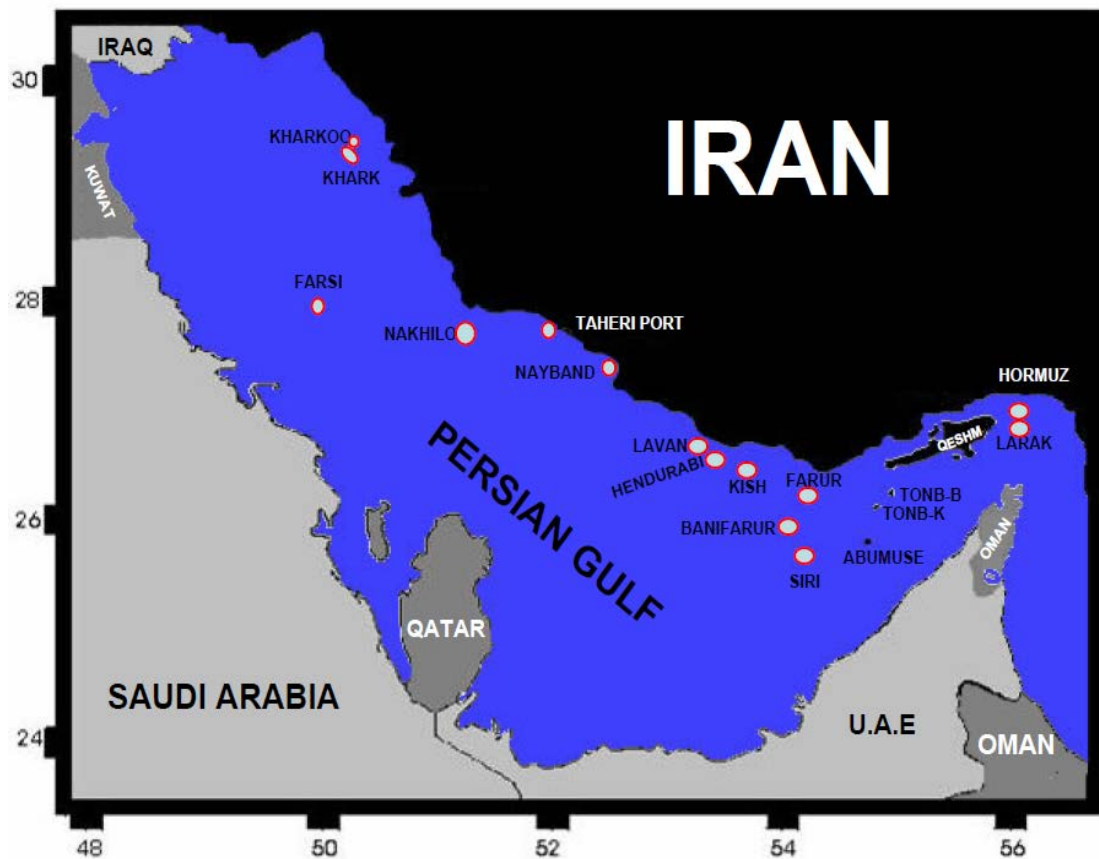 IRAQ
30
IRAN
KHARKOO
KHARK
KUWAT
28
FARSI
NAKHILO
TAHERI PORT
NAYBAND
HORMUZ
LARAK
QESHM
LAVAN
HENDURABI
KISH
FARUR
PERSIAN GULF
TONB-B
TONB-K
26
BANIFARUR
ABUMUSE
OMAN
SIRI
QATAR
SAUDI ARABIA
U.A.E
24
OMAN
48 50 52 54 56